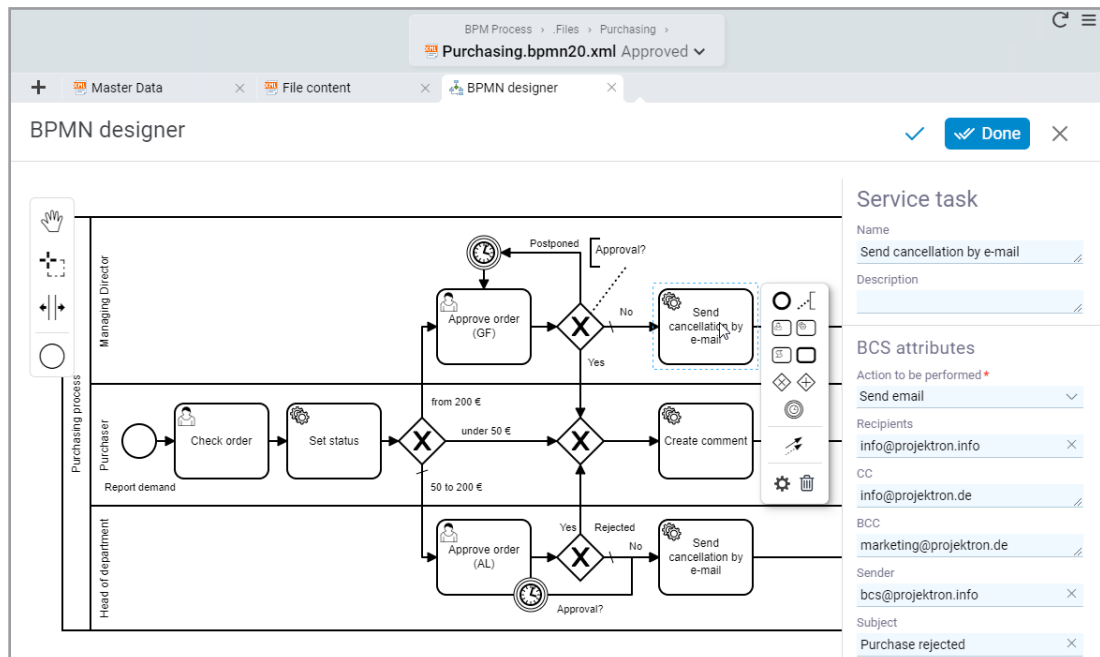 BPM Process › .Files › Purchasing ›
Purchasing.bpmn20.xml Approved
Master Data
File content
BPMN designer
BPMN designer
Done
Purchasing process
Managing Director
Purchaser
Head of department
Postponed
Approval?
Approve order
(GF)
No
Send
cancellation by
e-mail
Yes
from 200 €
Check order
Set status
under 50 €
Create comment
Report demand
50 to 200 €
Yes
Rejected
No
Approve order
(AL)
Send
cancellation by
e-mail
Approval?
Service task
Name
Send cancellation by e-mail
Description
BCS attributes
Action to be performed *
Send email
Recipients
info@projektron.info
CC
info@projektron.de
BCC
marketing@projektron.de
Sender
bcs@projektron.info
Subject
Purchase rejected